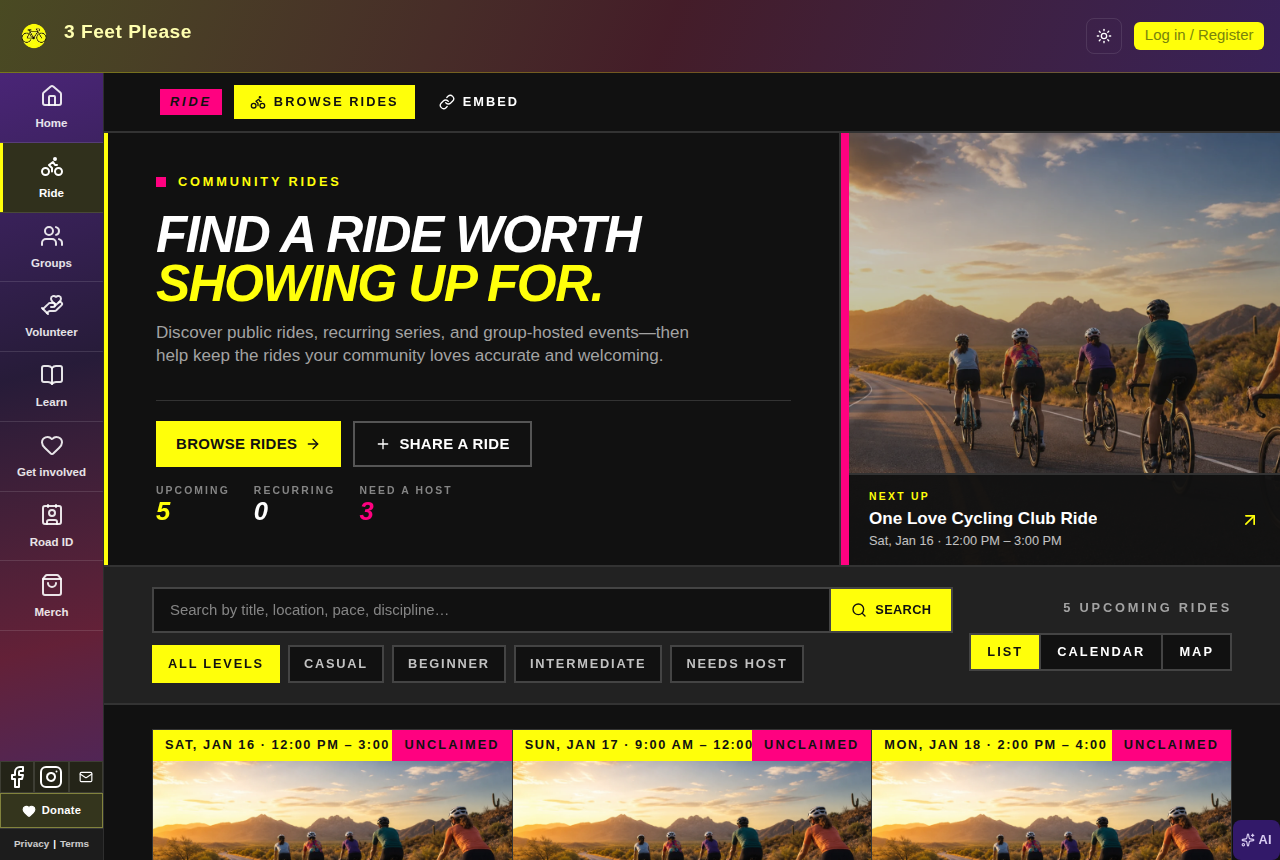 3 Feet Please
Log in / Register
Home
Ride
Groups
Volunteer
Learn
Get involved
Road ID
Merch
Donate
Privacy | Terms
RIDE
BROWSE RIDES
EMBED
COMMUNITY RIDES
FIND A RIDE WORTH
SHOWING UP FOR.
Discover public rides, recurring series, and group-hosted events—then
help keep the rides your community loves accurate and welcoming.
BROWSE RIDES
SHARE A RIDE
UPCOMING
5
RECURRING
0
NEED A HOST
3
NEXT UP
One Love Cycling Club Ride
Sat, Jan 16 · 12:00 PM – 3:00 PM
Search by title, location, pace, discipline…
SEARCH
5 UPCOMING RIDES
ALL LEVELS
CASUAL
BEGINNER
INTERMEDIATE
NEEDS HOST
LIST
CALENDAR
MAP
SAT, JAN 16 · 12:00 PM – 3:00
UNCLAIMED
SUN, JAN 17 · 9:00 AM – 12:00
UNCLAIMED
MON, JAN 18 · 2:00 PM – 4:00
UNCLAIMED
AI